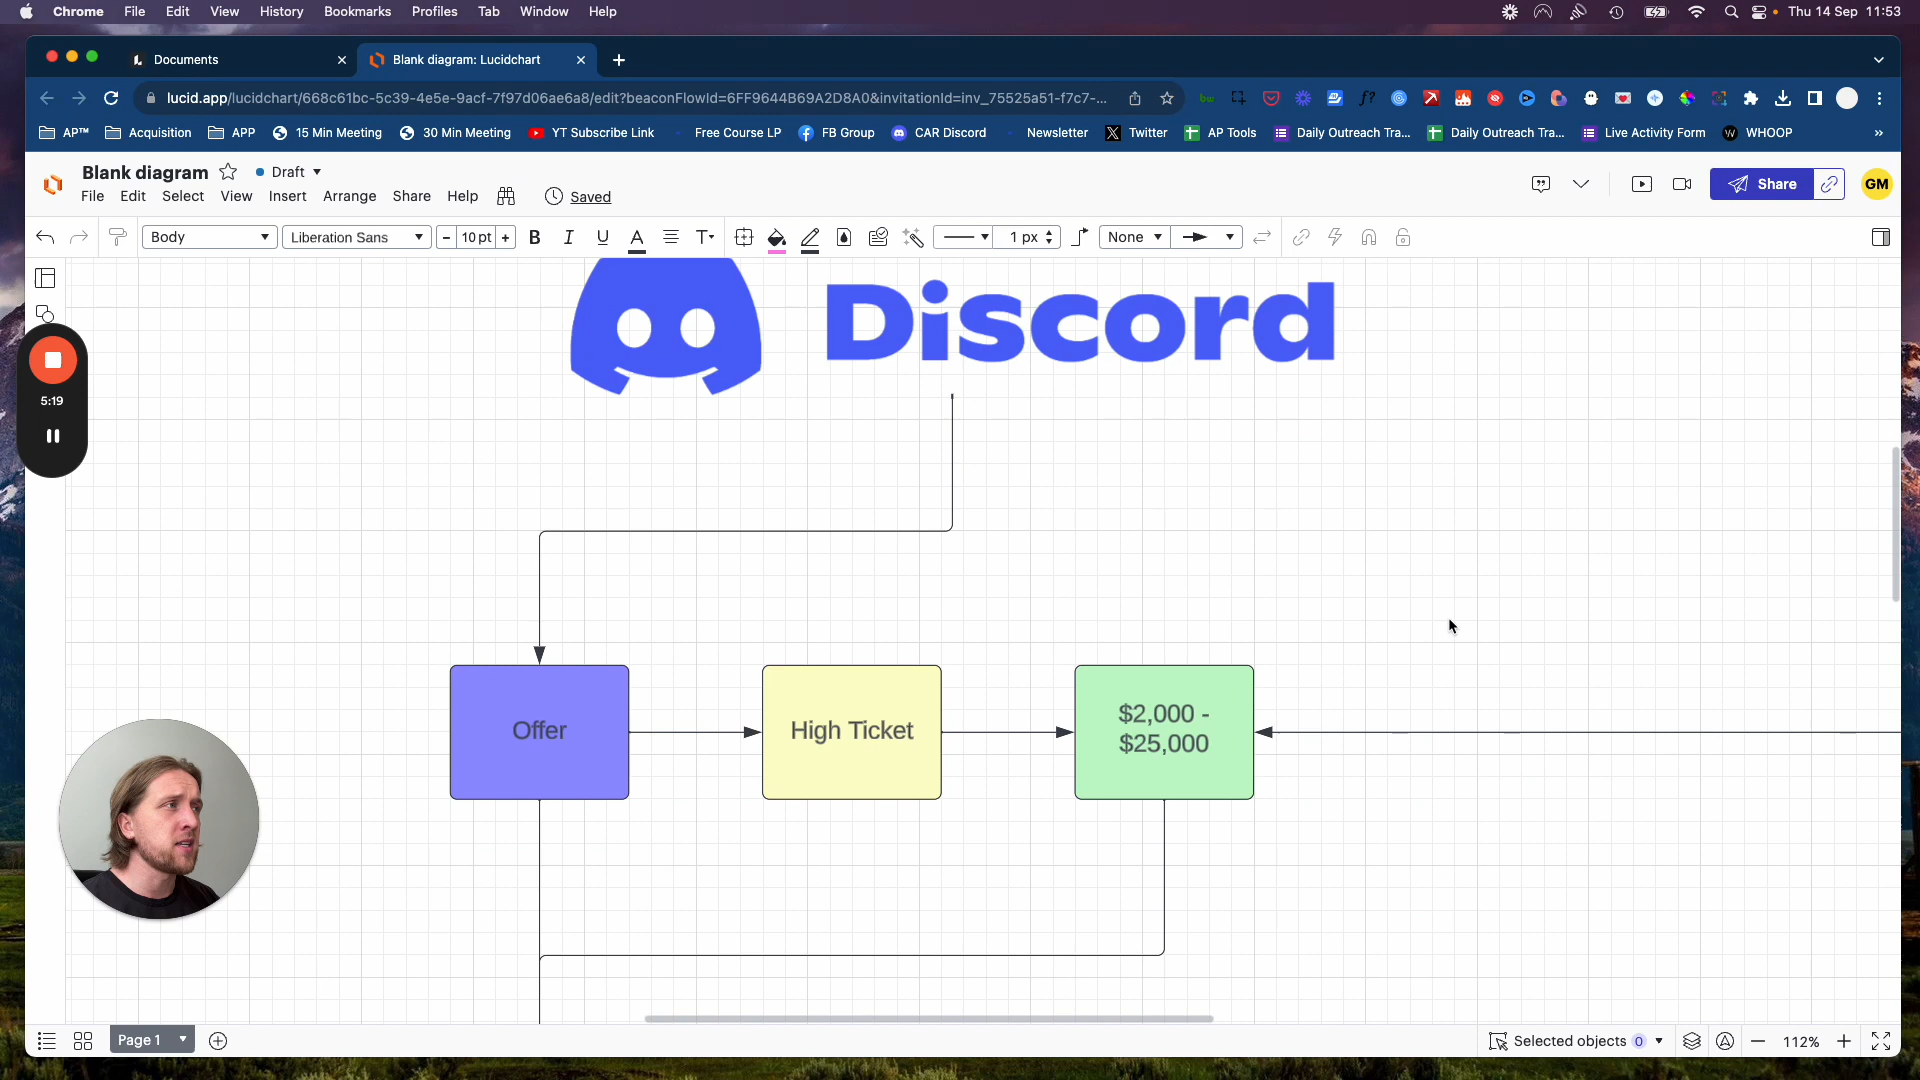 Chrome File Edit View History Bookmarks Profiles Tab Window Help Thu 14 Sep 11:53
Documents Blank diagram: Lucidchart
lucid.app/lucidchart/668c61bc-5c39-4e5e-9acf-7f97d06ae6a8/edit?beaconFlowId=6FF9644B69A2D8A0&invitationId=inv_75525a51-f7c7-...
AP™ Acquisition APP 15 Min Meeting 30 Min Meeting YT Subscribe Link Free Course LP FB Group CAR Discord Newsletter Twitter AP Tools Daily Outreach Tra... Daily Outreach Tra... Live Activity Form WHOOP »
Blank diagram Draft
File Edit Select View Insert Arrange Share Help Saved
Share GM
Body Liberation Sans - 10 pt + B I U A T 1 px None
Discord
5:19
Offer
High Ticket
$2,000 -
$25,000
Page 1 Selected objects 0 112%